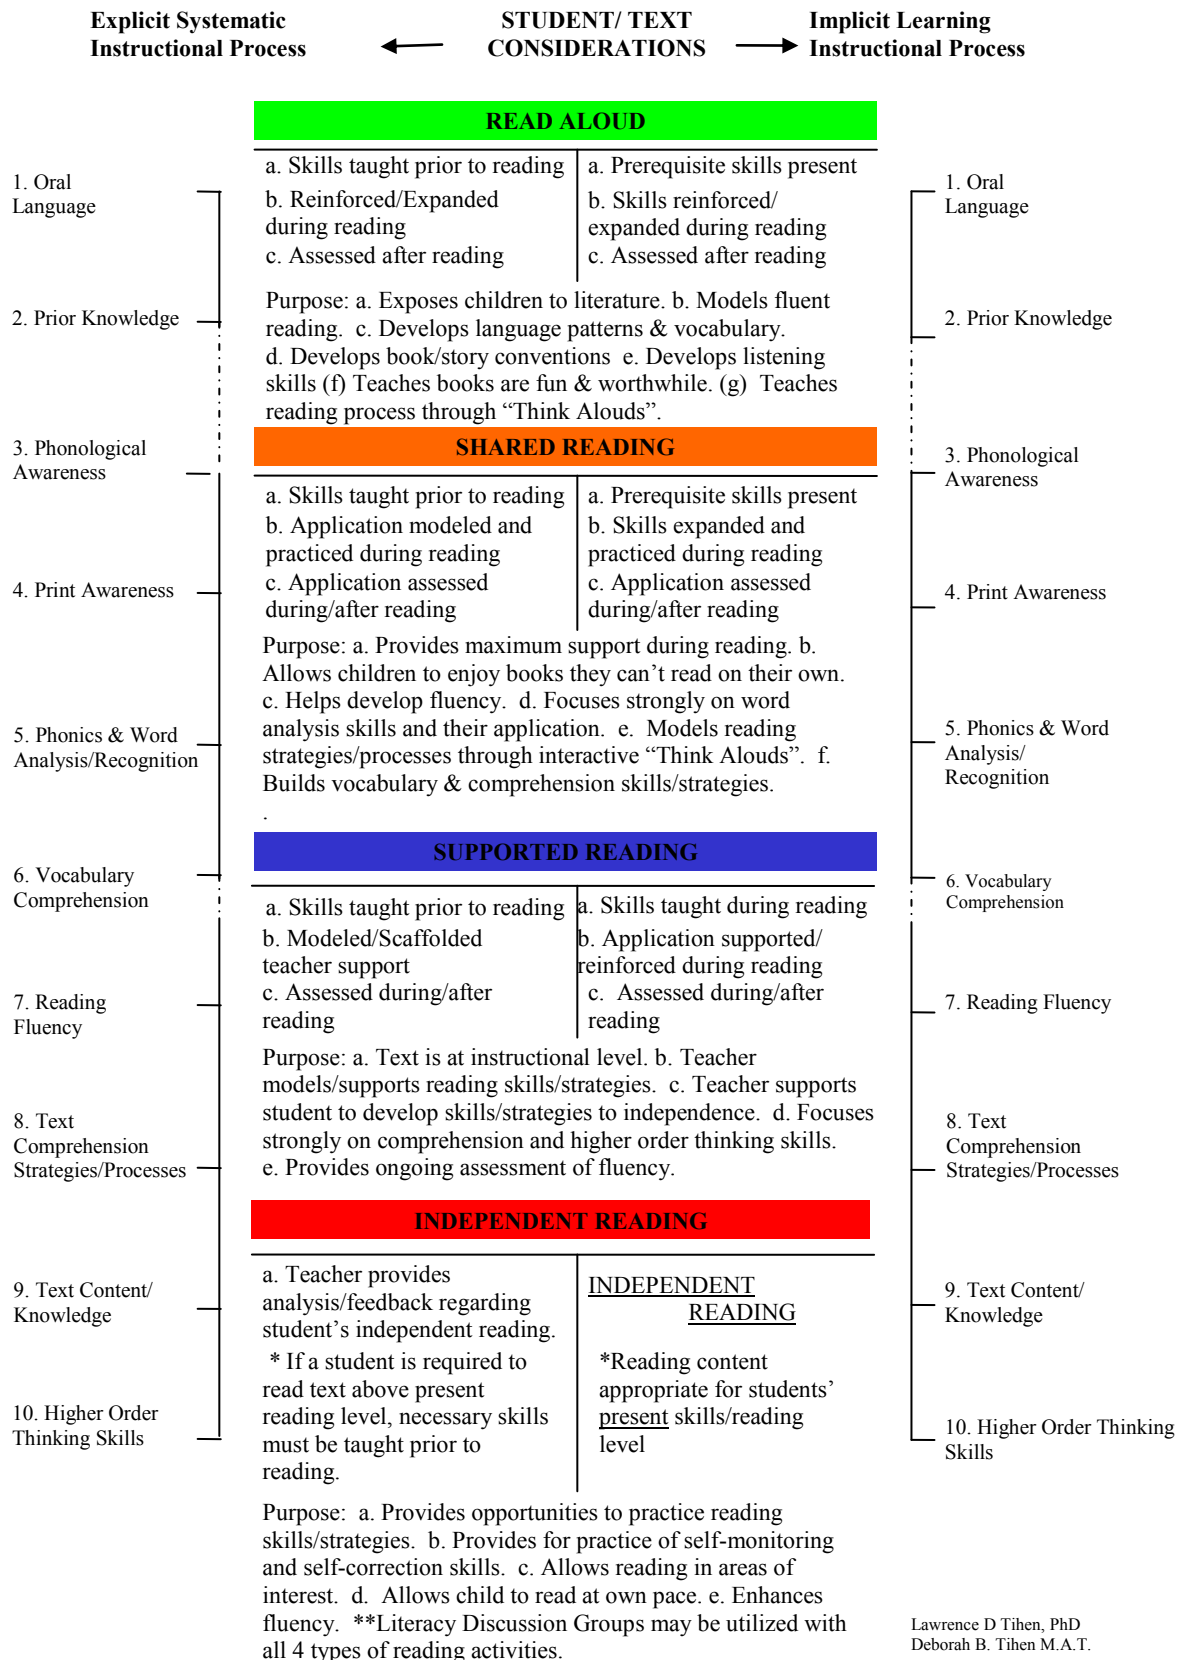 Explicit Systematic
Instructional Process
STUDENT/ TEXT
CONSIDERATIONS
Implicit Learning
Instructional Process
READ ALOUD
a. Skills taught prior to reading
b. Reinforced/Expanded
during reading
c. Assessed after reading
a. Prerequisite skills present
b. Skills reinforced/
expanded during reading
c. Assessed after reading
Purpose: a. Exposes children to literature. b. Models fluent
reading. c. Develops language patterns & vocabulary.
d. Develops book/story conventions e. Develops listening
skills (f) Teaches books are fun & worthwhile. (g) Teaches
reading process through “Think Alouds”.
SHARED READING
a. Skills taught prior to reading
b. Application modeled and
practiced during reading
c. Application assessed
during/after reading
a. Prerequisite skills present
b. Skills expanded and
practiced during reading
c. Application assessed
during/after reading
Purpose: a. Provides maximum support during reading. b.
Allows children to enjoy books they can’t read on their own.
c. Helps develop fluency. d. Focuses strongly on word
analysis skills and their application. e. Models reading
strategies/processes through interactive “Think Alouds”. f.
Builds vocabulary & comprehension skills/strategies.
.
SUPPORTED READING
a. Skills taught prior to reading
b. Modeled/Scaffolded
teacher support
c. Assessed during/after
reading
a. Skills taught during reading
b. Application supported/
reinforced during reading
c. Assessed during/after
reading
Purpose: a. Text is at instructional level. b. Teacher
models/supports reading skills/strategies. c. Teacher supports
student to develop skills/strategies to independence. d. Focuses
strongly on comprehension and higher order thinking skills.
e. Provides ongoing assessment of fluency.
INDEPENDENT READING
a. Teacher provides
analysis/feedback regarding
student’s independent reading.
* If a student is required to
read text above present
reading level, necessary skills
must be taught prior to
reading.
INDEPENDENT
READING
*Reading content
appropriate for students’
present skills/reading
level
Purpose: a. Provides opportunities to practice reading
skills/strategies. b. Provides for practice of self-monitoring
and self-correction skills. c. Allows reading in areas of
interest. d. Allows child to read at own pace. e. Enhances
fluency. **Literacy Discussion Groups may be utilized with
all 4 types of reading activities.
1. Oral
Language
2. Prior Knowledge
3. Phonological
Awareness
4. Print Awareness
5. Phonics & Word
Analysis/Recognition
6. Vocabulary
Comprehension
7. Reading
Fluency
8. Text
Comprehension
Strategies/Processes
9. Text Content/
Knowledge
10. Higher Order
Thinking Skills
1. Oral
Language
2. Prior Knowledge
3. Phonological
Awareness
4. Print Awareness
5. Phonics & Word
Analysis/
Recognition
6. Vocabulary
Comprehension
7. Reading Fluency
8. Text
Comprehension
Strategies/Processes
9. Text Content/
Knowledge
10. Higher Order Thinking
Skills
Lawrence D Tihen, PhD
Deborah B. Tihen M.A.T.